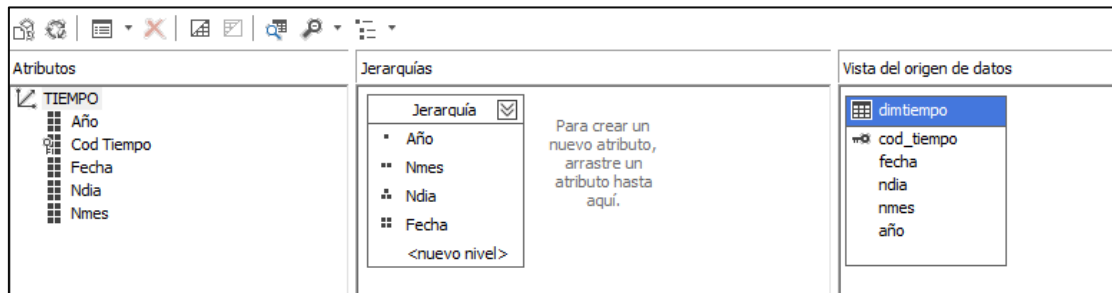 Atributos
TIEMPO
Año
Cod Tiempo
Fecha
Ndia
Nmes
Jerarquías
Jerarquía
Año
Nmes
Ndia
Fecha
<nuevo nivel>
Para crear un
nuevo atributo,
arrastre un
atributo hasta
aquí.
Vista del origen de datos
dimtiempo
cod_tiempo
fecha
ndia
nmes
año